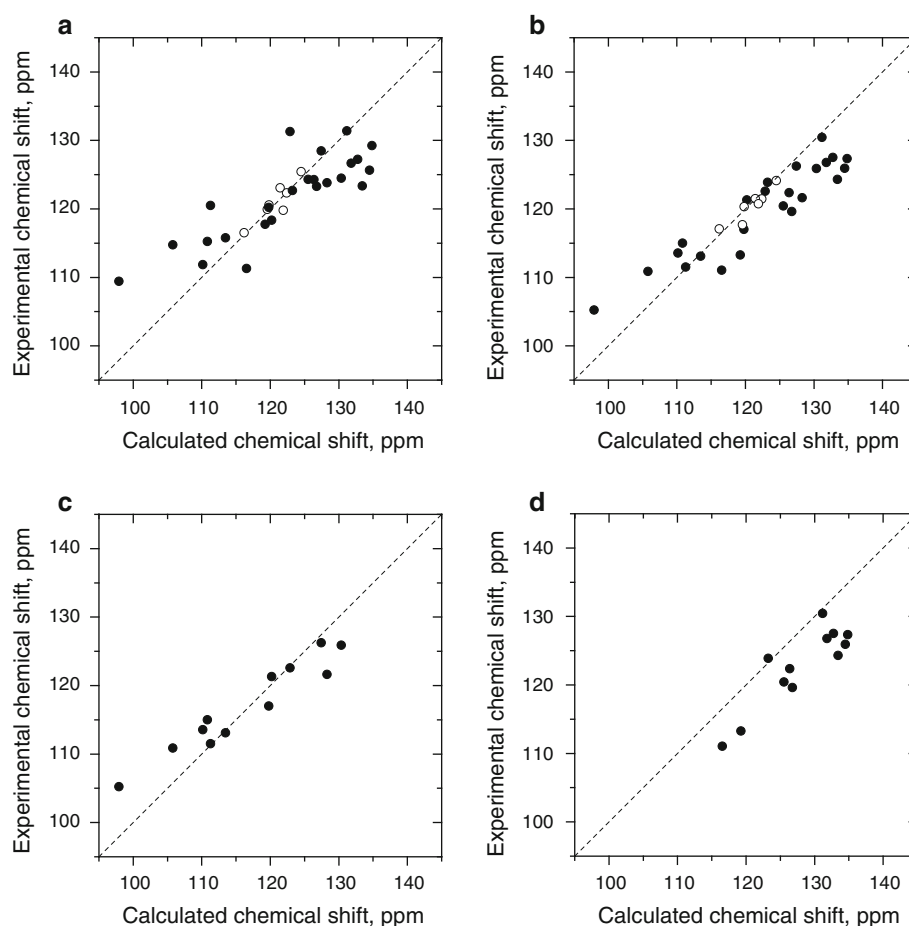 a
140
130
120
110
100
Experimental chemical shift, ppm
100 110 120 130 140
Calculated chemical shift, ppm
b
140
130
120
110
100
Experimental chemical shift, ppm
100 110 120 130 140
Calculated chemical shift, ppm
c
140
130
120
110
100
Experimental chemical shift, ppm
100 110 120 130 140
Calculated chemical shift, ppm
d
140
130
120
110
100
Experimental chemical shift, ppm
100 110 120 130 140
Calculated chemical shift, ppm